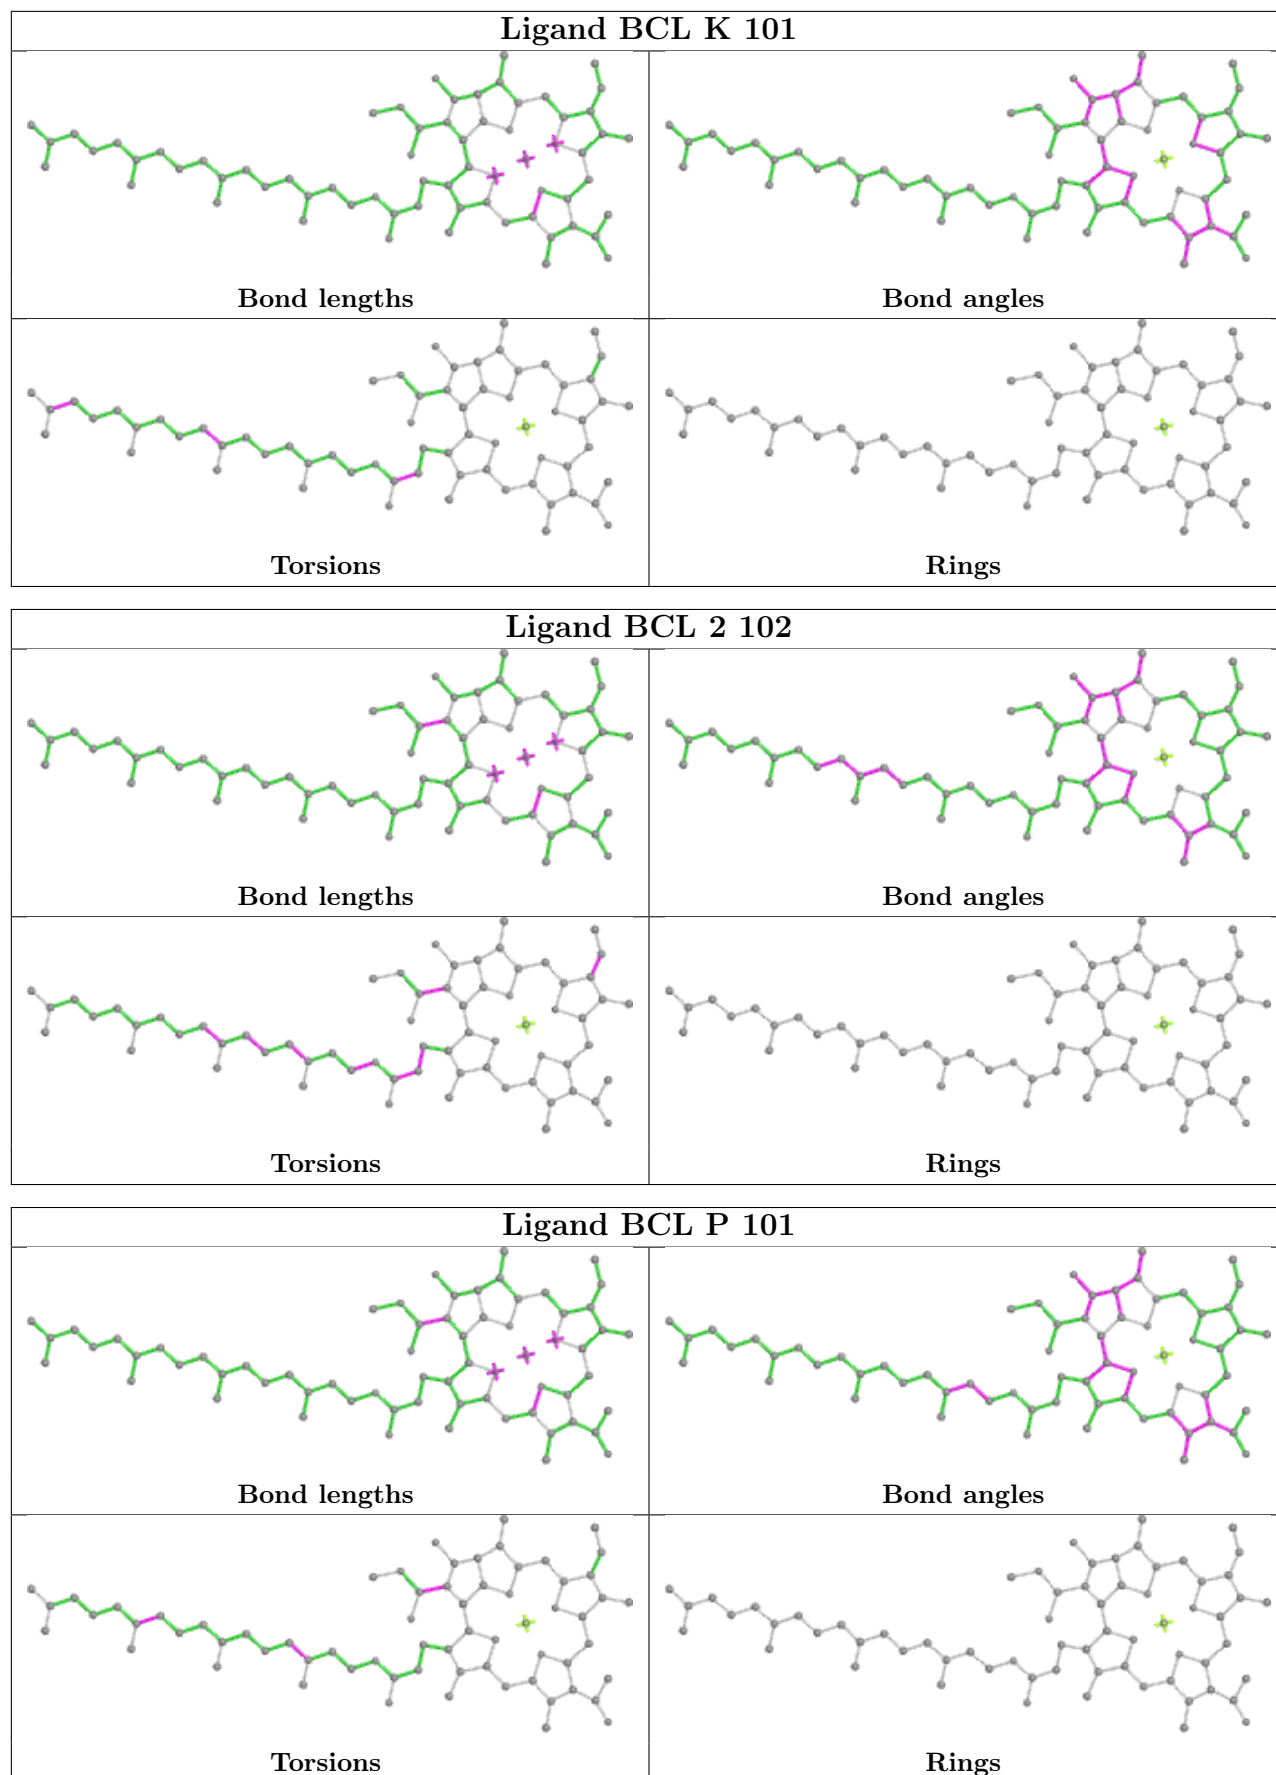 Ligand BCL K 101
Bond lengths
Bond angles
Torsions
Rings
Ligand BCL 2 102
Bond lengths
Bond angles
Torsions
Rings
Ligand BCL P 101
Bond lengths
Bond angles
Torsions
Rings